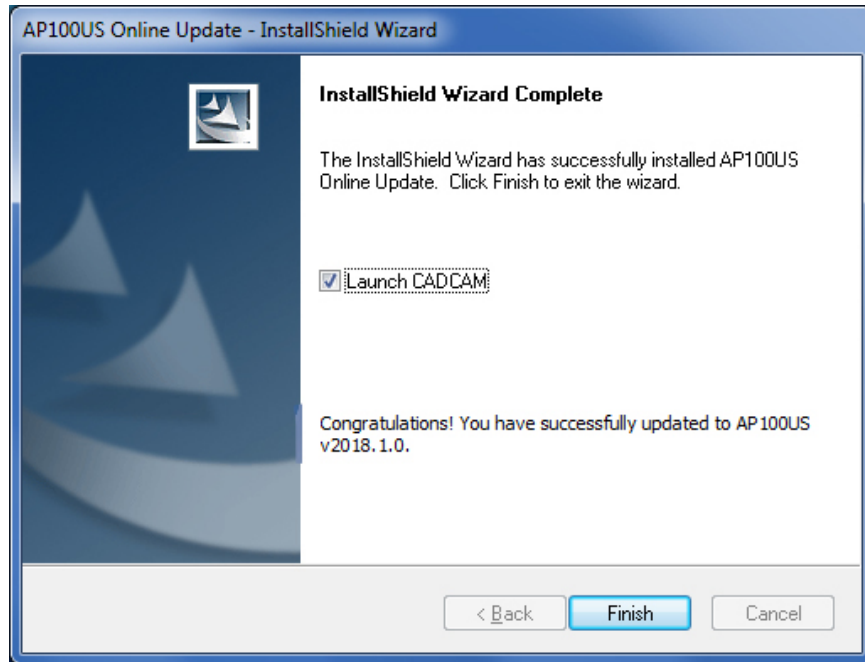 AP100US Online Update - InstallShield Wizard
InstallShield Wizard Complete
The InstallShield Wizard has successfully installed AP100US
Online Update. Click Finish to exit the wizard.
Launch CADCAM
Congratulations! You have successfully updated to AP100US
v2018.1.0.
< Back
Finish
Cancel